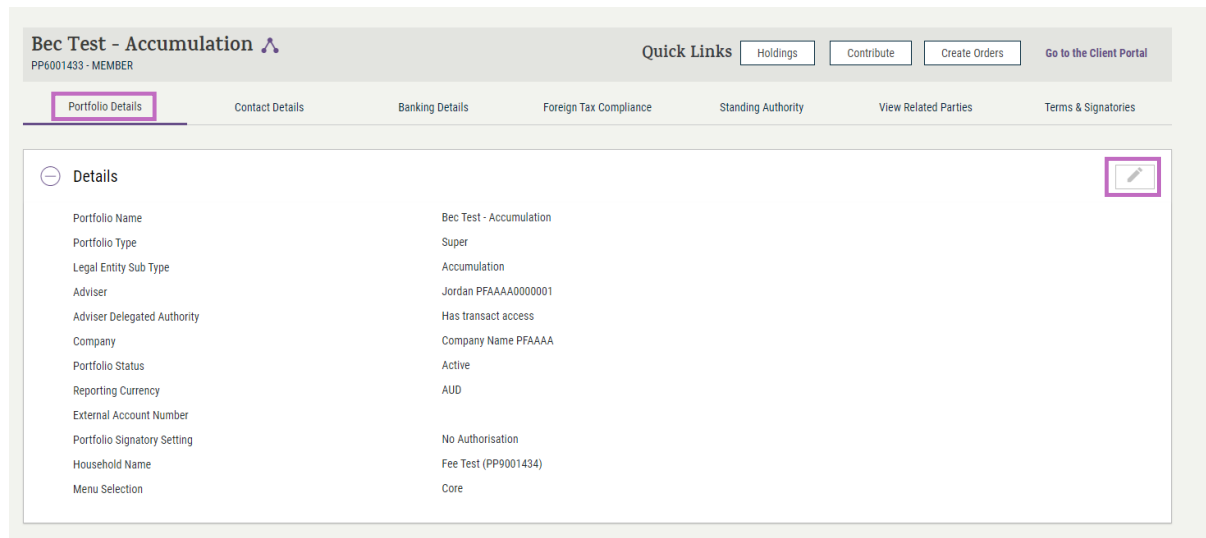 Bec Test - Accumulation
PP6001433 - MEMBER
Quick Links Holdings Contribute Create Orders Go to the Client Portal
Portfolio Details Contact Details Banking Details Foreign Tax Compliance Standing Authority View Related Parties Terms & Signatories
Details
Portfolio Name Bec Test - Accumulation
Portfolio Type Super
Legal Entity Sub Type Accumulation
Adviser Jordan PFAAAA0000001
Adviser Delegated Authority Has transact access
Company Company Name PFAAAA
Portfolio Status Active
Reporting Currency AUD
External Account Number
Portfolio Signatory Setting No Authorisation
Household Name Fee Test (PP9001434)
Menu Selection Core